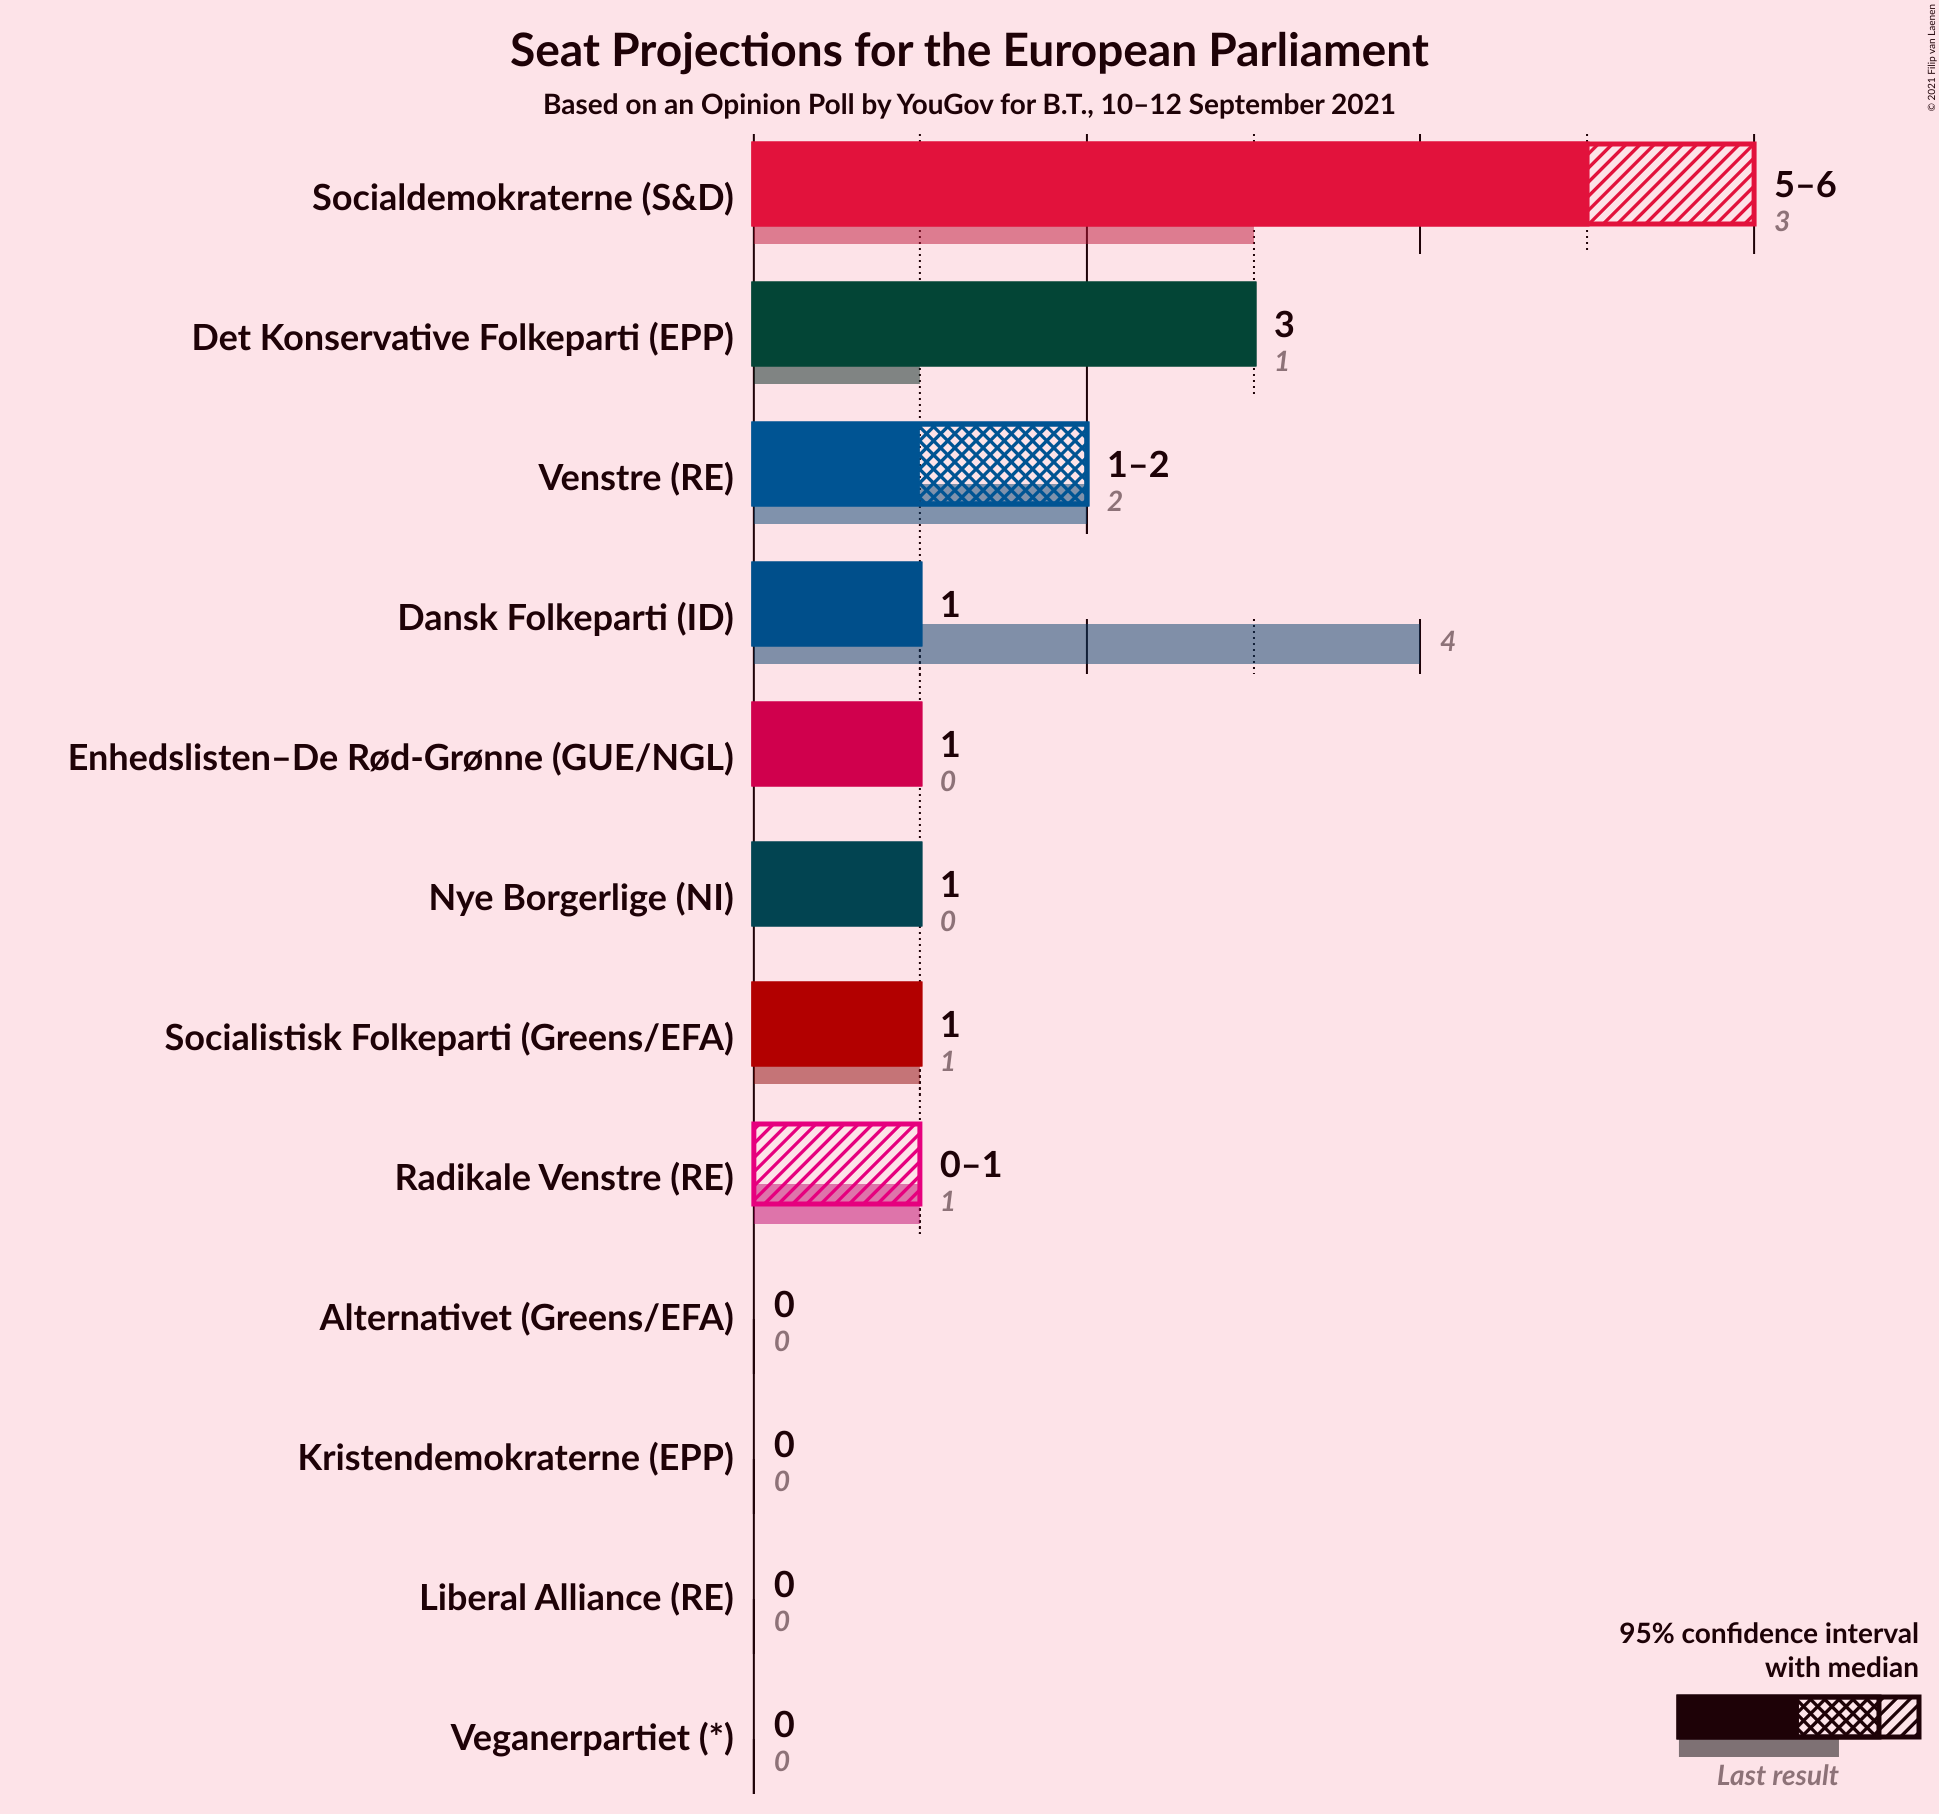 Seat Projections for the European Parliament
Based on an Opinion Poll by YouGov for B.T., 10–12 September 2021
© 2021 Filip van Laenen
Socialdemokraterne (S&D)
5–6
3
Det Konservative Folkeparti (EPP)
3
1
Venstre (RE)
1–2
2
Dansk Folkeparti (ID)
1
4
Enhedslisten–De Rød-Grønne (GUE/NGL)
1
0
Nye Borgerlige (NI)
1
0
Socialistisk Folkeparti (Greens/EFA)
1
1
Radikale Venstre (RE)
0–1
1
Alternativet (Greens/EFA)
0
0
Kristendemokraterne (EPP)
0
0
Liberal Alliance (RE)
0
0
Veganerpartiet (*)
0
0
95% confidence interval
with median
Last result